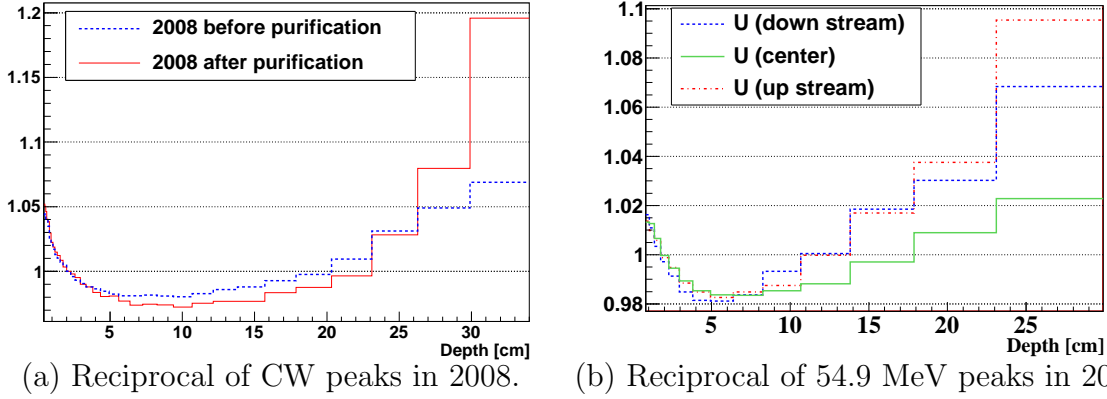 1.2
1.15
1.1
1.05
1
2008 before purification
2008 after purification
5 10 15 20 25 30
Depth [cm]
(a) Reciprocal of CW peaks in 2008.
1.1
1.08
1.06
1.04
1.02
1
0.98
U (down stream)
U (center)
U (up stream)
5 10 15 20 25
Depth [cm]
(b) Reciprocal of 54.9 MeV peaks in 20